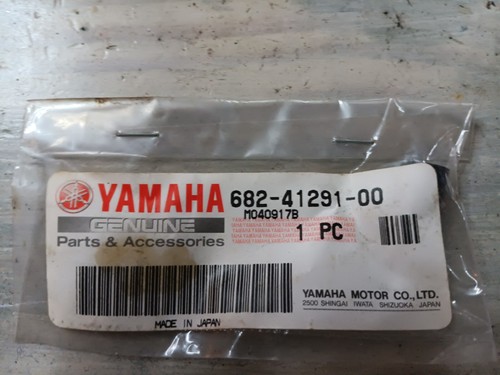 YAMAHA 682-41291-00
M040917B
GENUINE
1 PC
Parts & Accessories
YAMAHA MOTOR CO., LTD.
2500 SHINGAI IWATA SHIZUOKA, JAPAN
MADE IN JAPAN